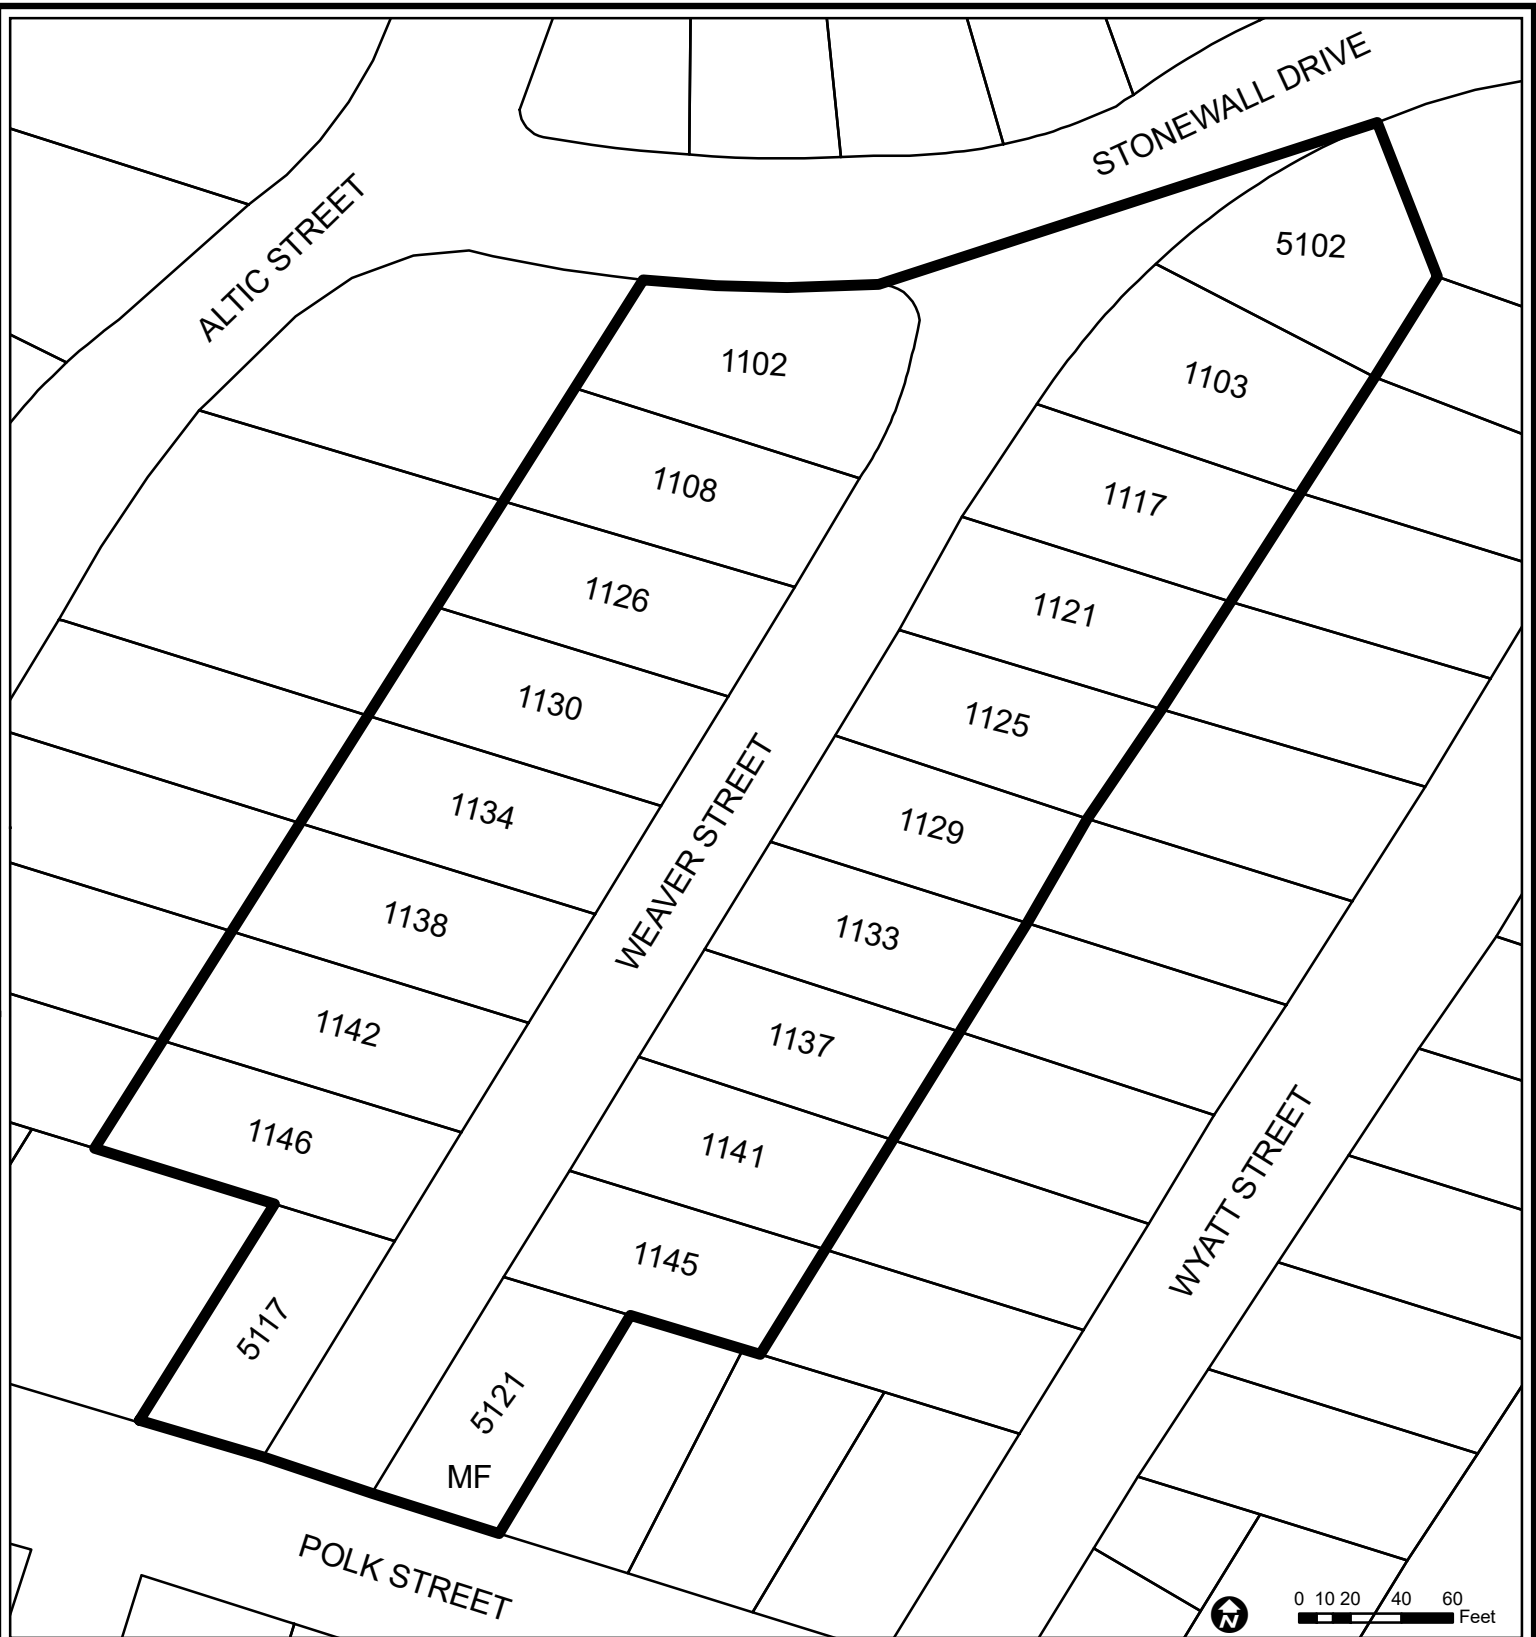 STONEWALL DRIVE
ALTIC STREET
5102
1102
1103
1108
1117
1126
1121
1130
1125
1134
1129
1138
1133
WEAVER STREET
1142
1137
1146
1141
WYATT STREET
1145
5117
5121
MF
POLK STREET
N
0 10 20 40 60
Feet